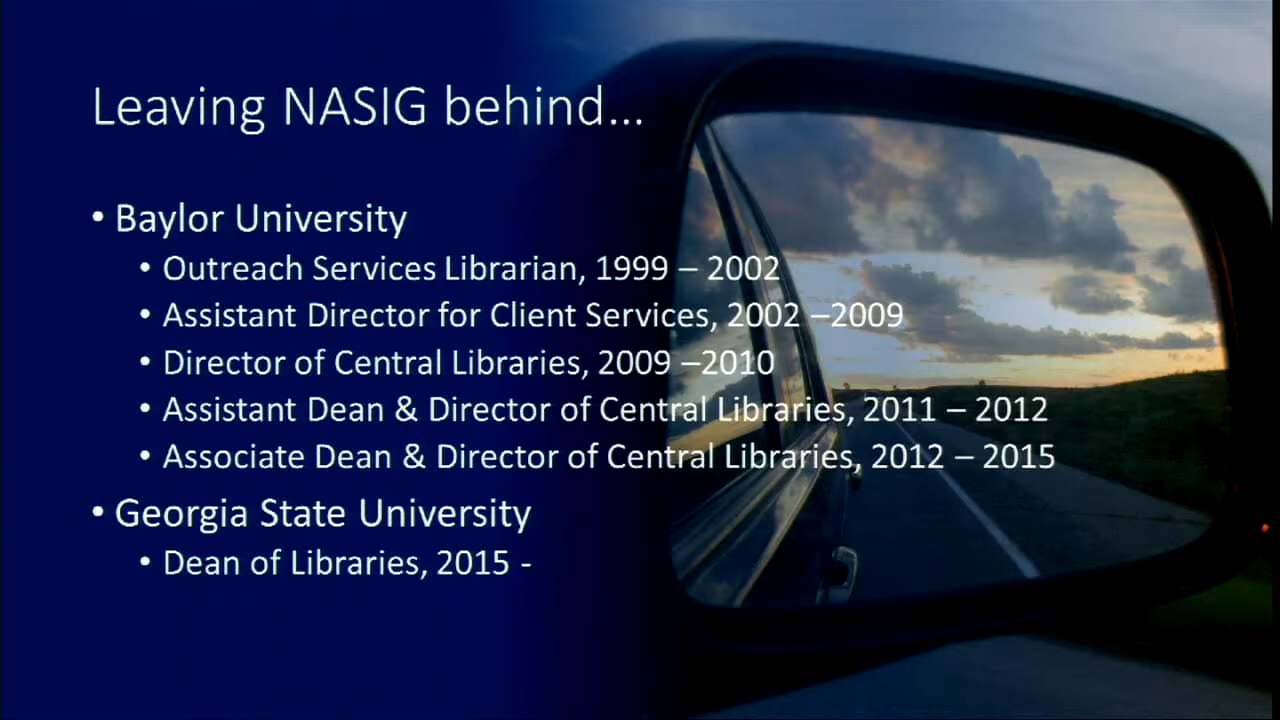 Leaving NASIG behind...
• Baylor University
• Outreach Services Librarian, 1999 – 2002
• Assistant Director for Client Services, 2002 –2009
• Director of Central Libraries, 2009 –2010
• Assistant Dean & Director of Central Libraries, 2011 – 2012
• Associate Dean & Director of Central Libraries, 2012 – 2015
• Georgia State University
• Dean of Libraries, 2015 -